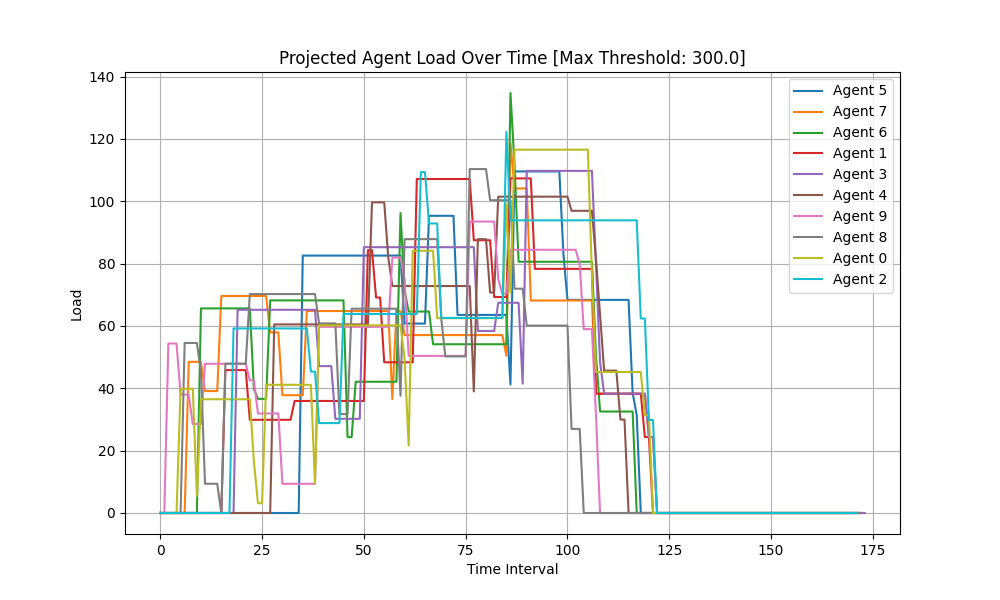 Projected Agent Load Over Time [Max Threshold: 300.0]
Load
140
120
100
80
60
40
20
0
0 25 50 75 100 125 150 175
Time Interval
Agent 5
Agent 7
Agent 6
Agent 1
Agent 3
Agent 4
Agent 9
Agent 8
Agent 0
Agent 2